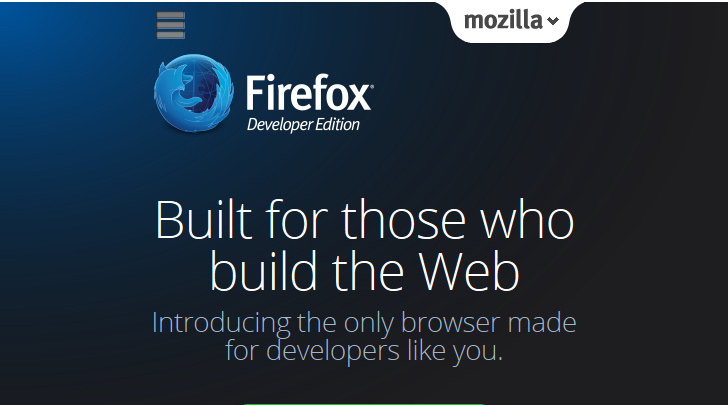 mozilla
Firefox
Developer Edition
Built for those who
build the Web
Introducing the only browser made
for developers like you.